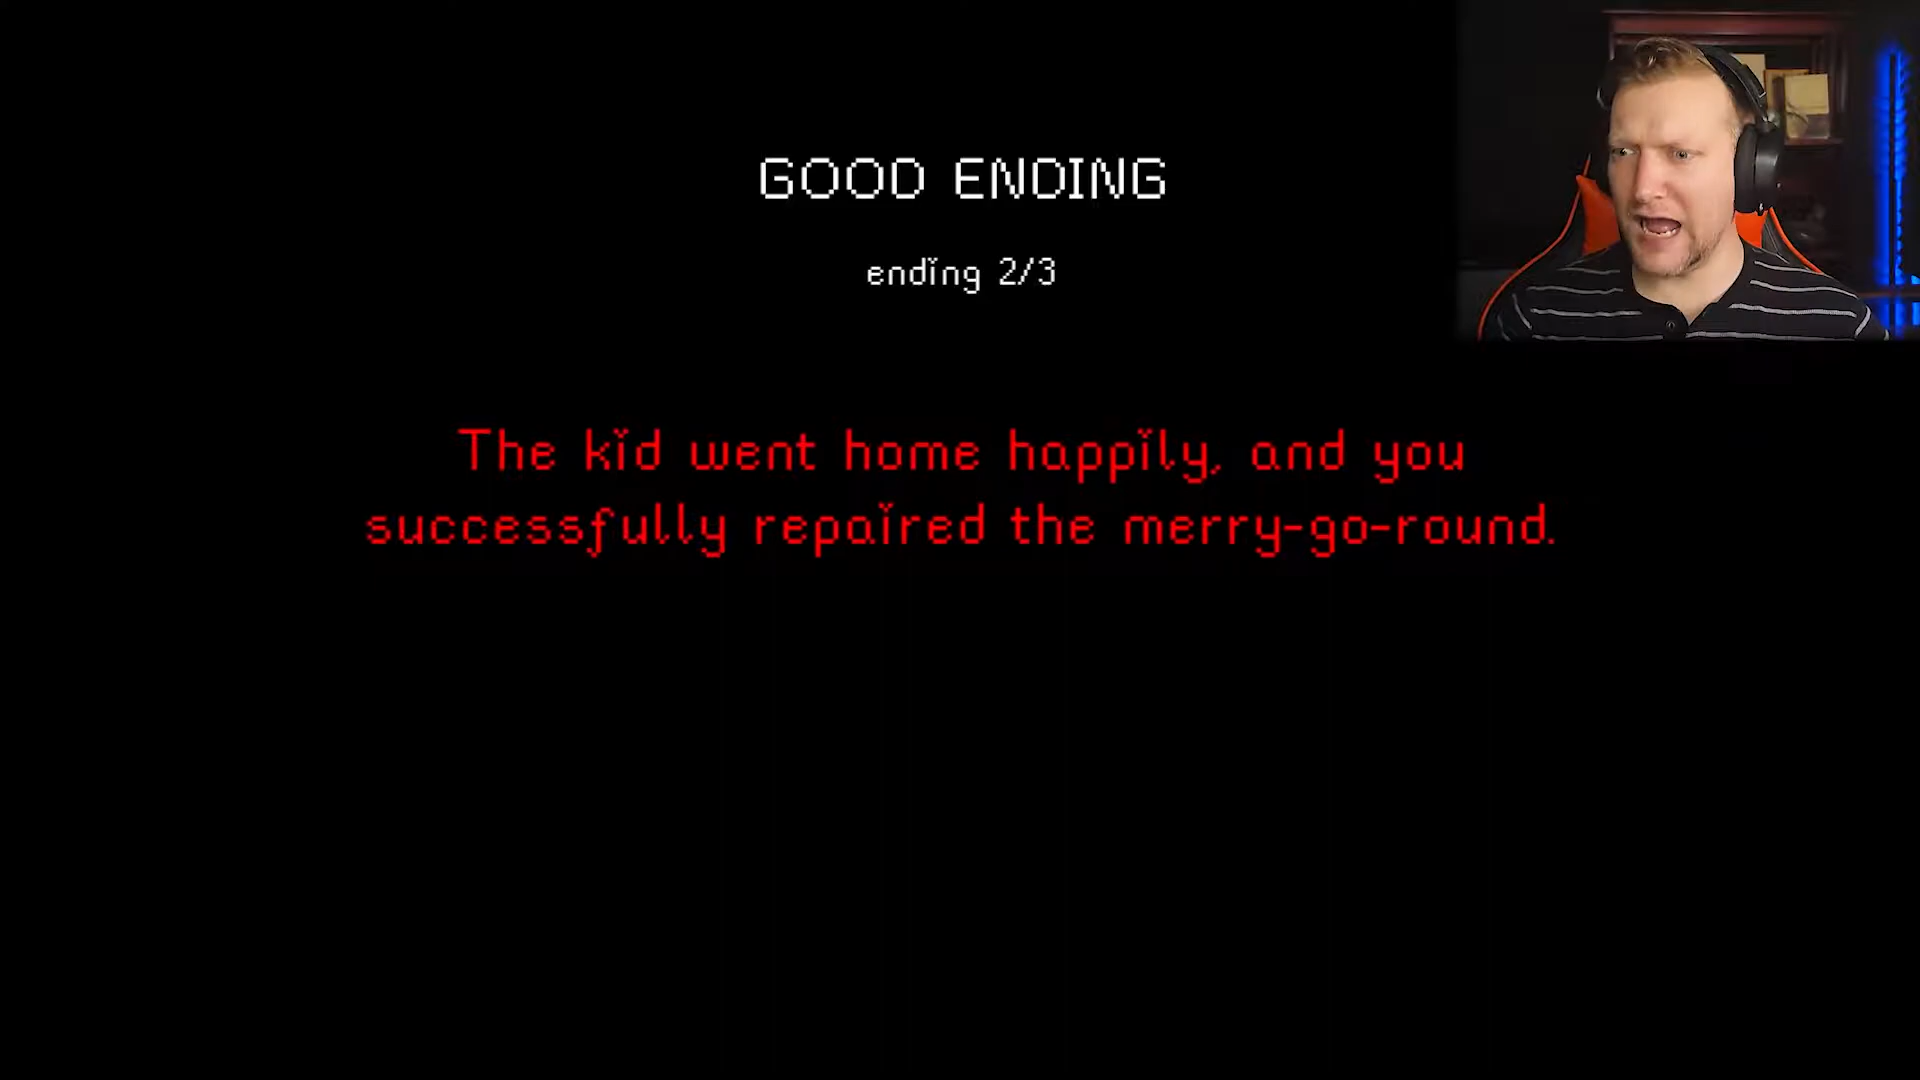 GOOD ENDING
ending 2/3
The kid went home happily, and you
successfully repaired the merry-go-round.